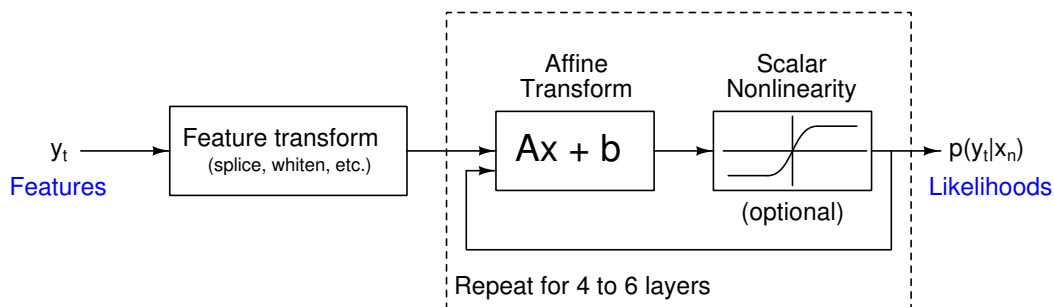 y_t
Features
Feature transform
(splice, whiten, etc.)
Affine
Transform
Ax + b
Scalar
Nonlinearity
(optional)
p(y_t|x_n)
Likelihoods
Repeat for 4 to 6 layers